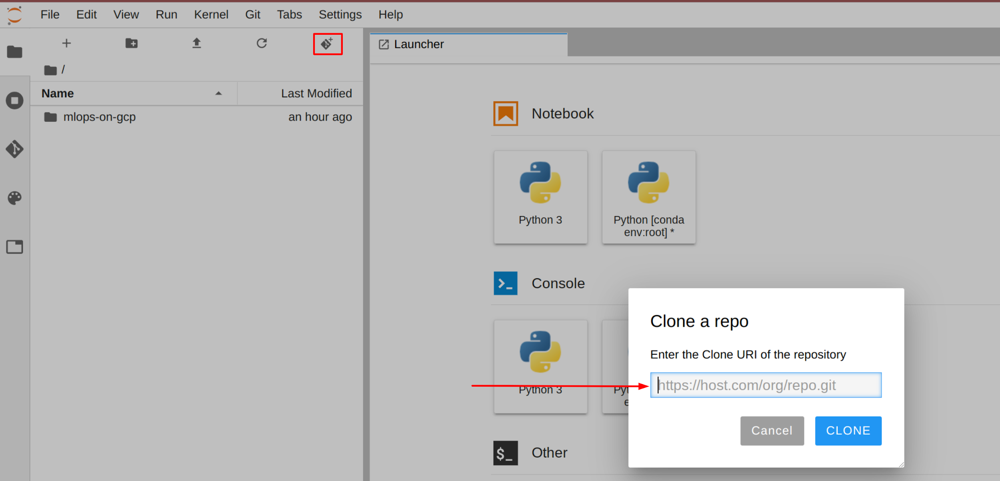 File Edit View Run Kernel Git Tabs Settings Help
Launcher
/
Name Last Modified
mlops-on-gcp an hour ago
Notebook
Python 3
Python [conda
env:root] *
Console
Python 3
Clone a repo
Enter the Clone URI of the repository
https://host.com/org/repo.git
Cancel CLONE
$_ Other